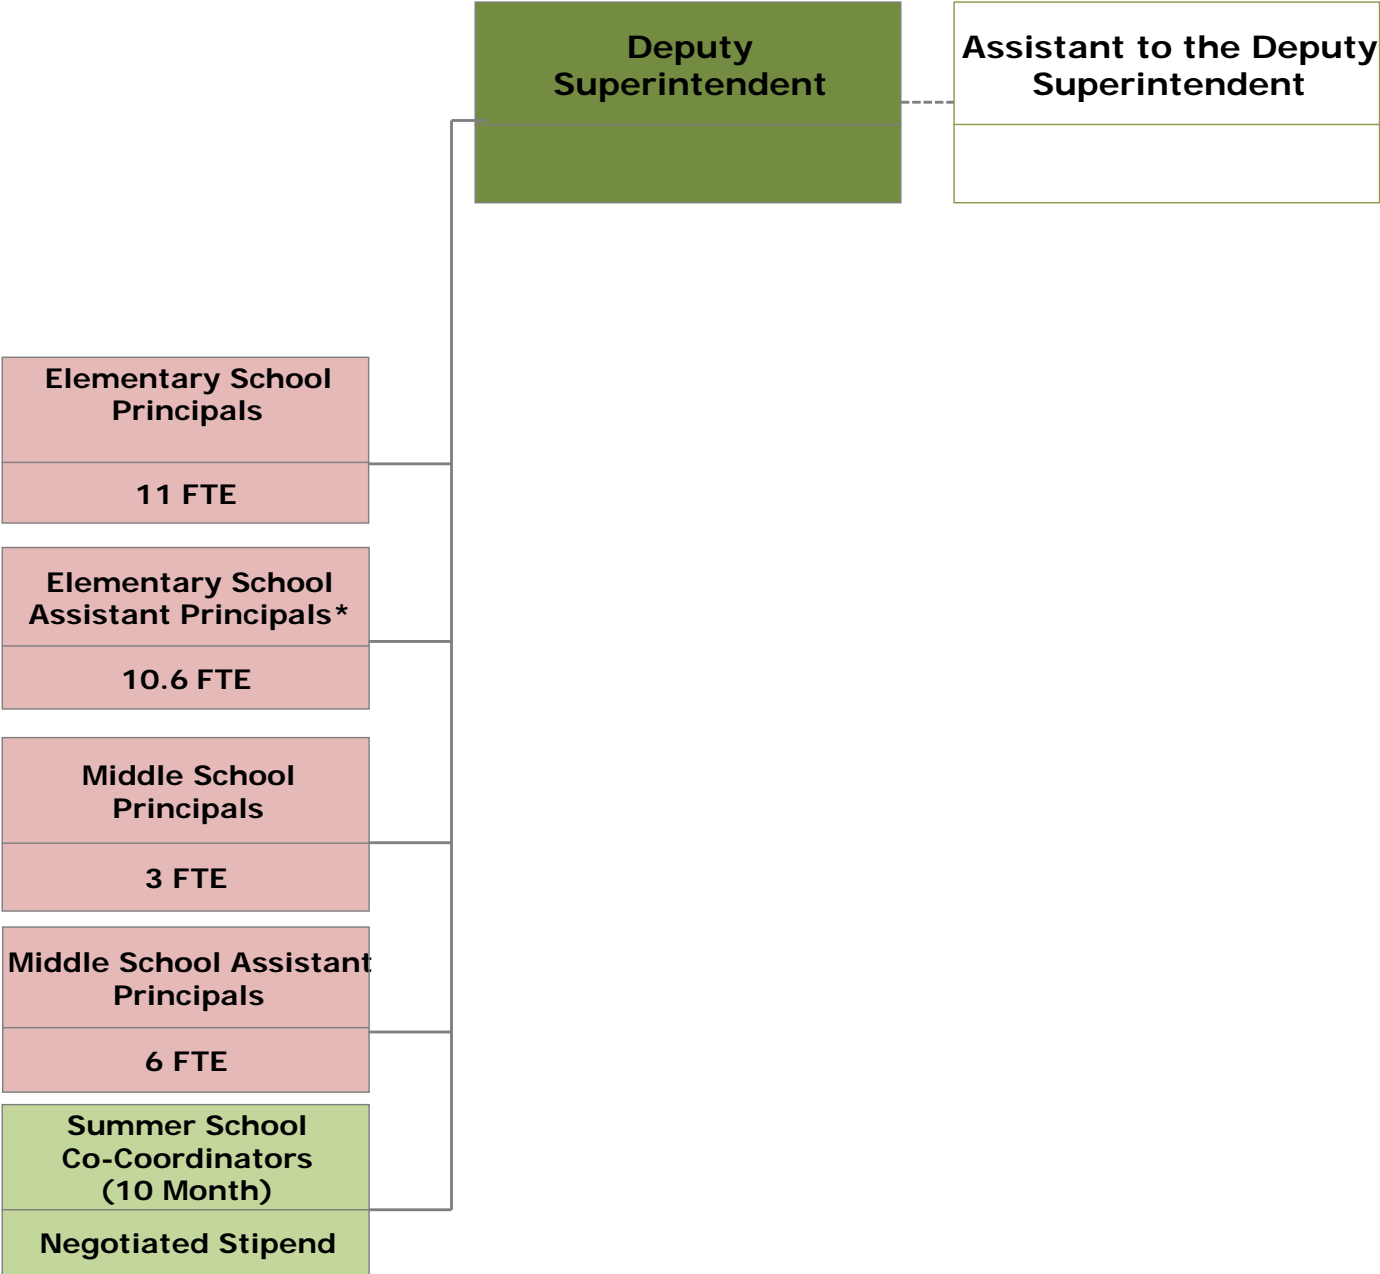 Deputy
Superintendent
Assistant to the Deputy
Superintendent
Elementary School
Principals
11 FTE
Elementary School
Assistant Principals*
10.6 FTE
Middle School
Principals
3 FTE
Middle School Assistant
Principals
6 FTE
Summer School
Co-Coordinators
(10 Month)
Negotiated Stipend